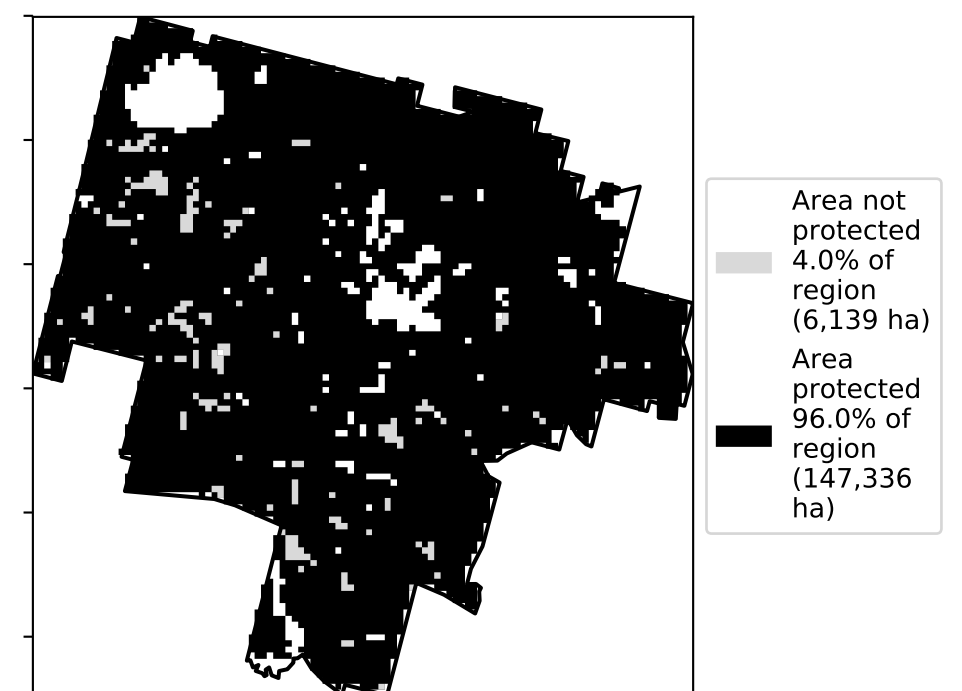 Area not
protected
4.0% of
region
(6,139 ha)
Area
protected
96.0% of
region
(147,336
ha)